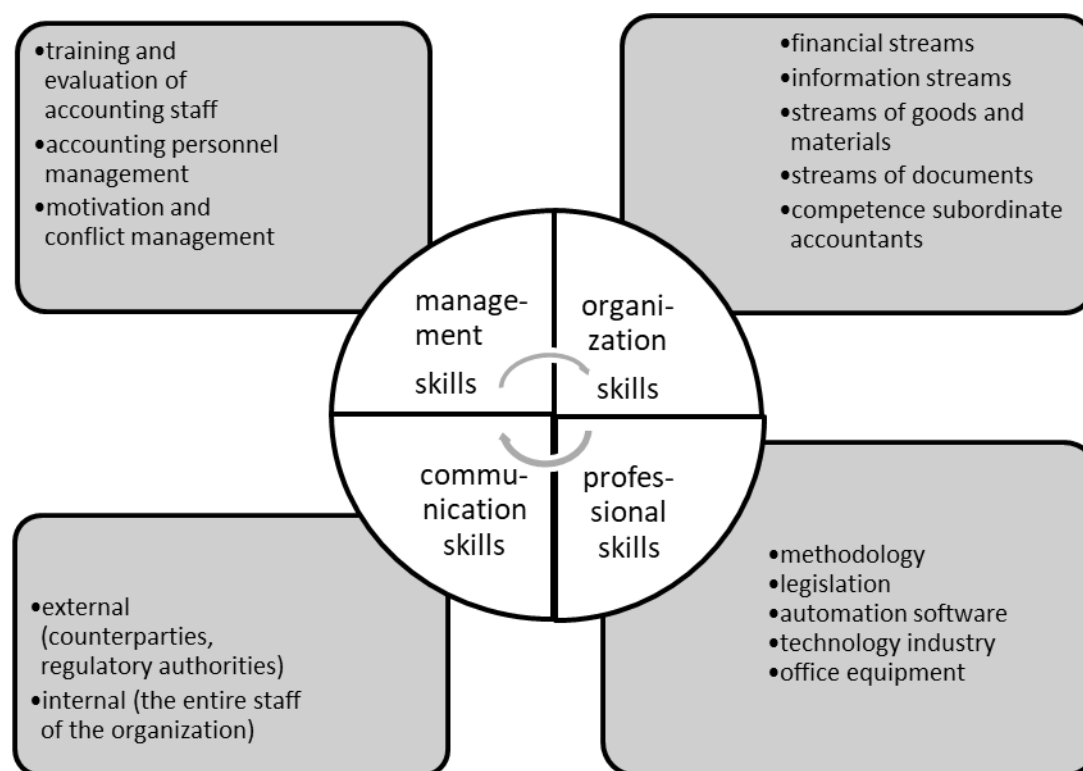 •training and
evaluation of
accounting staff
•accounting personnel
management
•motivation and
conflict management
•financial streams
•information streams
•streams of goods and
materials
•streams of documents
•competence subordinate
accountants
manage-
ment
skills
organi-
zation
skills
commu-
nication
skills
profes-
sional
skills
•external
(counterparties,
regulatory authorities)
•internal (the entire staff
of the organization)
•methodology
•legislation
•automation software
•technology industry
•office equipment